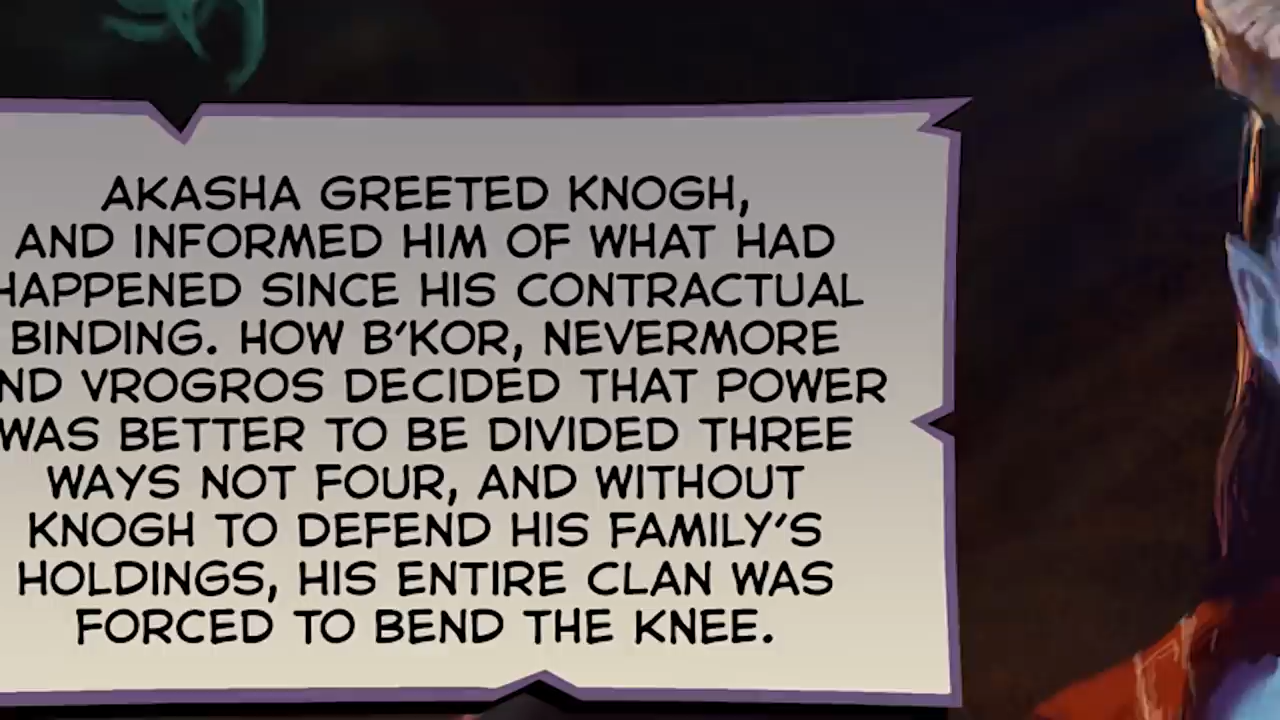 AKASHA GREETED KNOGH,
AND INFORMED HIM OF WHAT HAD
HAPPENED SINCE HIS CONTRACTUAL
BINDING. HOW B'KOR, NEVERMORE
ND VROGROS DECIDED THAT POWER
WAS BETTER TO BE DIVIDED THREE
WAYS NOT FOUR, AND WITHOUT
KNOGH TO DEFEND HIS FAMILY'S
HOLDINGS, HIS ENTIRE CLAN WAS
FORCED TO BEND THE KNEE.